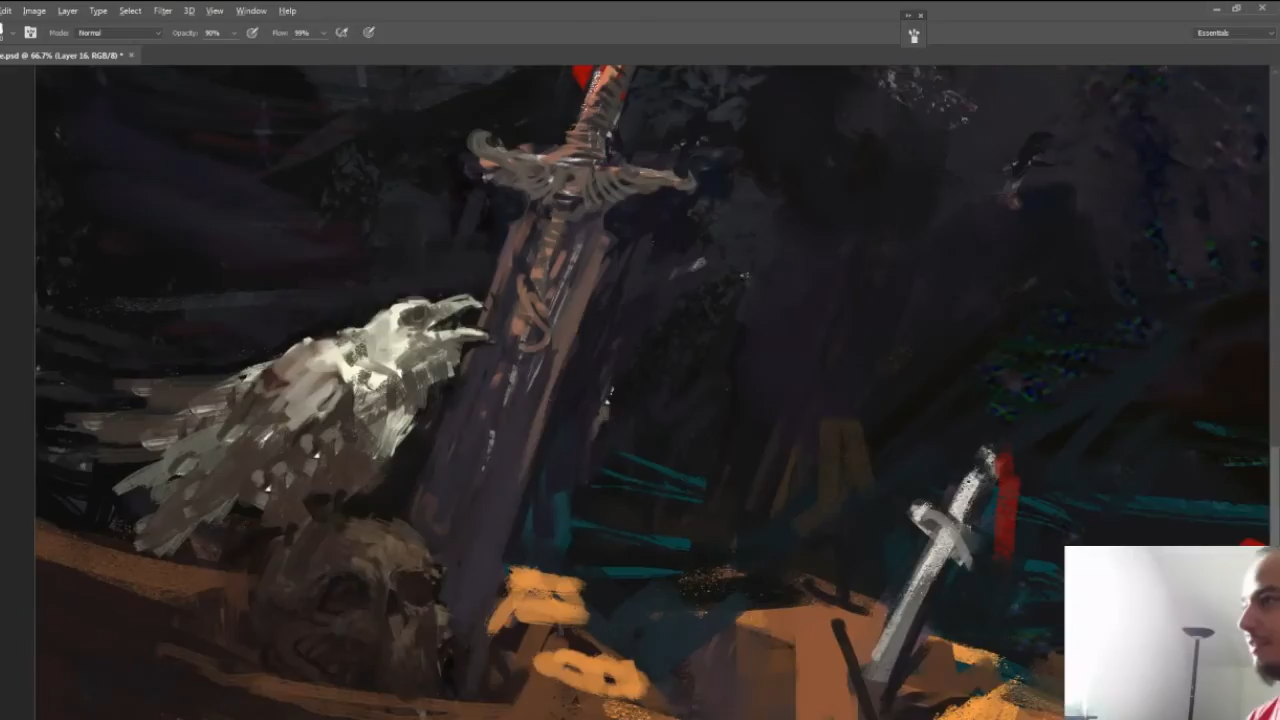 Edit Image Layer Type Select Filter 3D View Window Help
Mode: Normal Opacity: 90% Flow: 99% Essentials
e.psd @ 66.7% (Layer 16, RGB/8) *